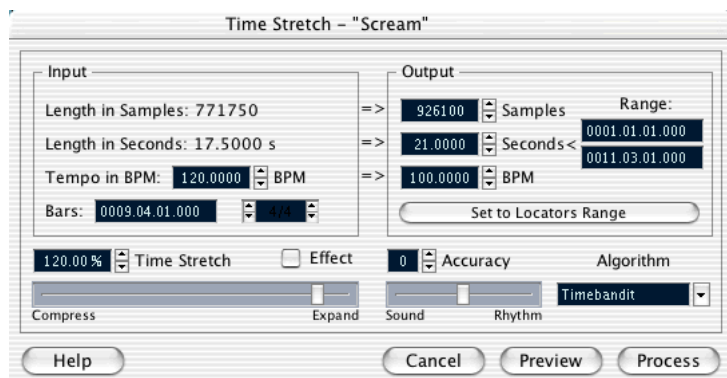 Time Stretch - "Scream"
Input
Output
Length in Samples: 771750 => 926100 Samples Range:
0001.01.01.000
Length in Seconds: 17.5000 s => 21.0000 Seconds<
0011.03.01.000
Tempo in BPM: 120.0000 BPM => 100.0000 BPM
Bars: 0009.04.01.000 4/4 Set to Locators Range
120.00 % Time Stretch Effect 0 Accuracy Algorithm
Timebandit
Compress Expand Sound Rhythm
Help Cancel Preview Process